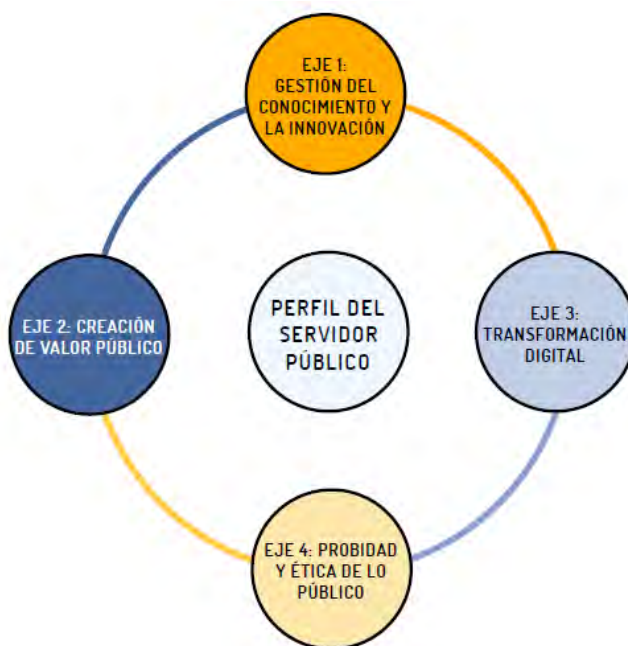 EJE 1:
GESTIÓN DEL
CONOCIMIENTO Y
LA INNOVACIÓN
EJE 2: CREACIÓN
DE VALOR PÚBLICO
PERFIL DEL
SERVIDOR
PÚBLICO
EJE 3:
TRANSFORMACIÓN
DIGITAL
EJE 4: PROBIDAD
Y ÉTICA DE LO
PÚBLICO